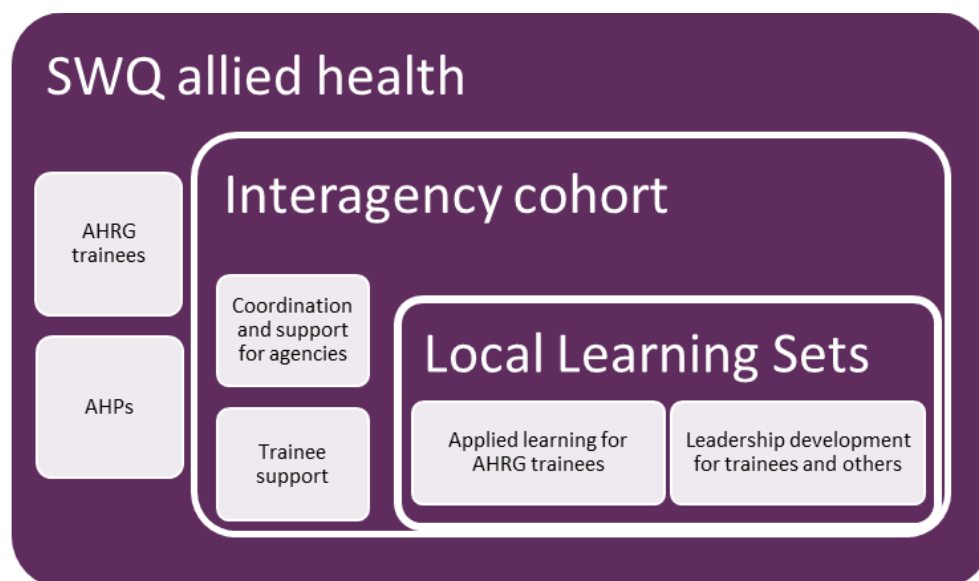 SWQ allied health
AHRG
trainees
AHPs
Interagency cohort
Coordination
and support
for agencies
Trainee
support
Local Learning Sets
Applied learning for
AHRG trainees
Leadership development
for trainees and others